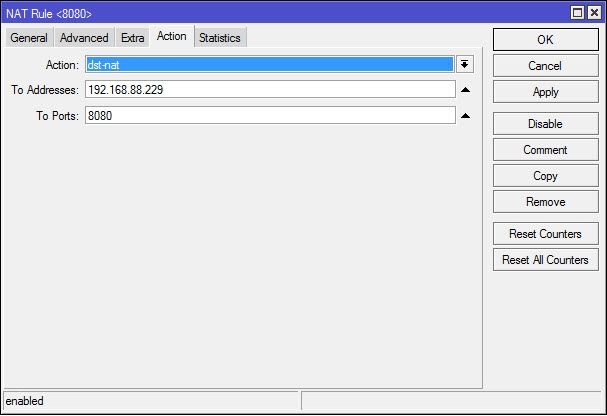 NAT Rule <8080>
General Advanced Extra Action Statistics
Action: dst-nat
To Addresses: 192.168.88.229
To Ports: 8080
OK
Cancel
Apply
Disable
Comment
Copy
Remove
Reset Counters
Reset All Counters
enabled